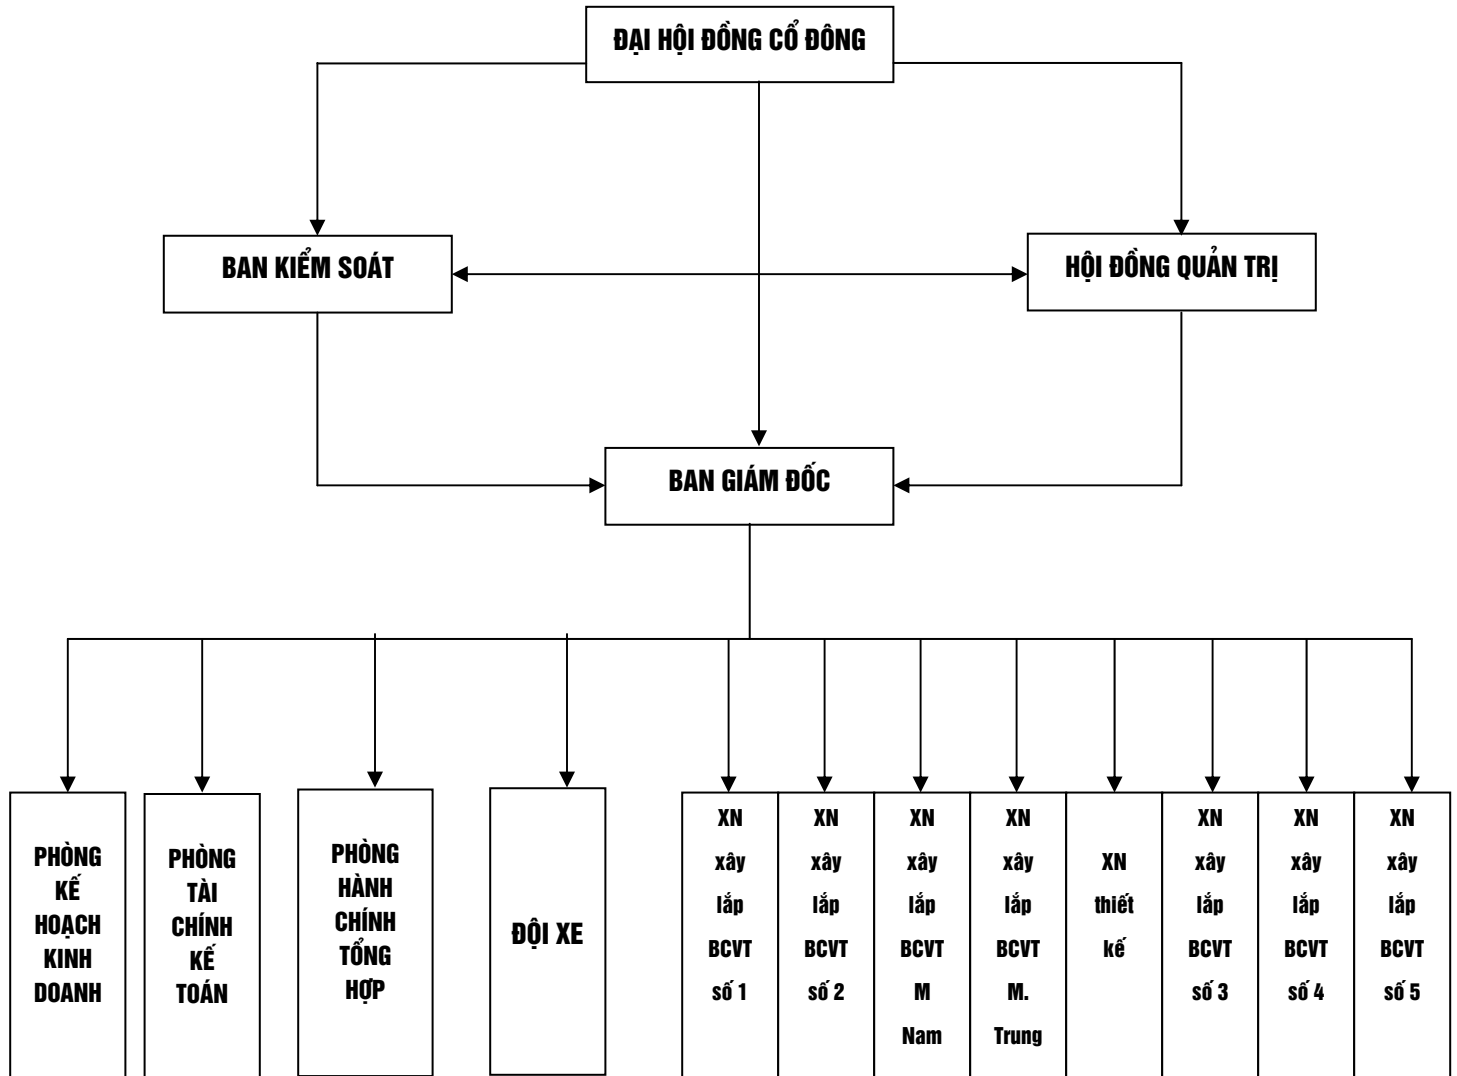 ĐẠI HỘI ĐỒNG CỔ ĐÔNG
BAN KIỂM SOÁT
HỘI ĐỒNG QUẢN TRỊ
BAN GIÁM ĐỐC
PHÒNG
KẾ
HOẠCH
KINH
DOANH
PHÒNG
TÀI
CHÍNH
KẾ
TOÁN
PHÒNG
HÀNH
CHÍNH
TỔNG
HỢP
ĐỘI XE
XN
xây
lắp
BCVT
số 1
XN
xây
lắp
BCVT
số 2
XN
xây
lắp
BCVT
M
Nam
XN
xây
lắp
BCVT
M.
Trung
XN
thiết
kế
XN
xây
lắp
BCVT
số 3
XN
xây
lắp
BCVT
số 4
XN
xây
lắp
BCVT
số 5